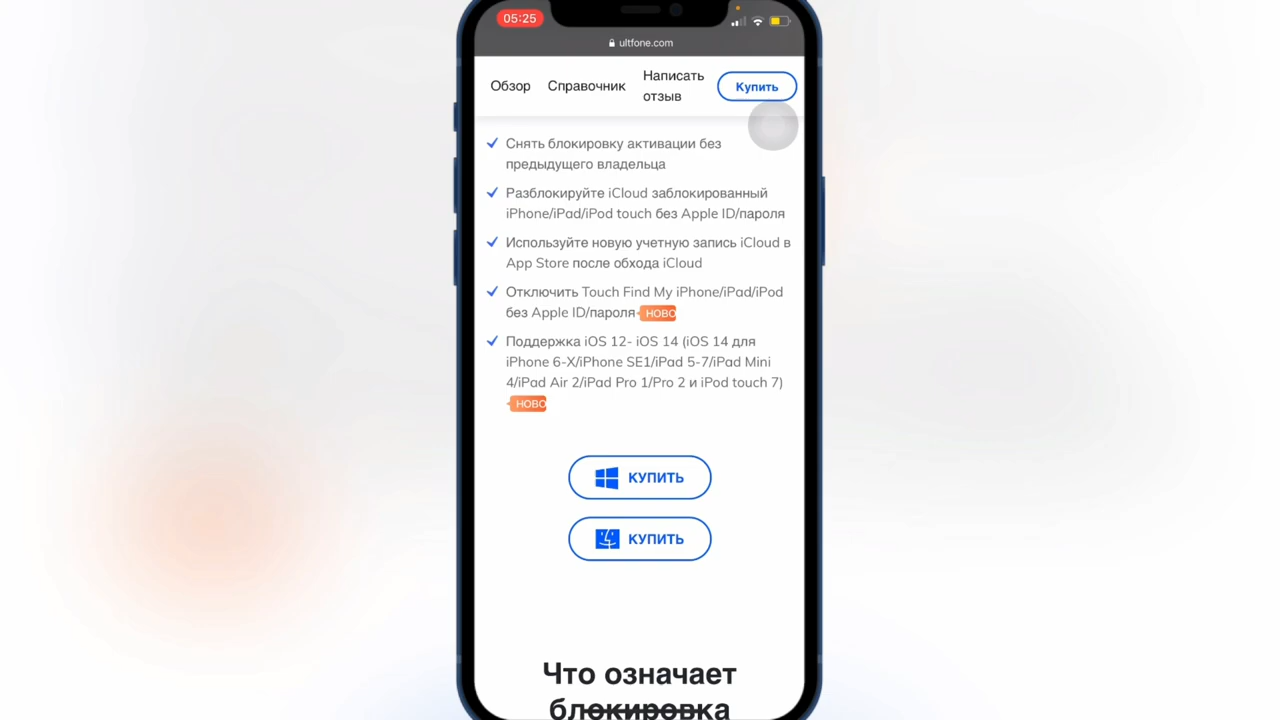 05:25
ultfone.com
Обзор
Справочник
Написать
отзыв
Купить
Снять блокировку активации без
предыдущего владельца
Разблокируйте iCloud заблокированный
iPhone/iPad/iPod touch без Apple ID/пароля
Используйте новую учетную запись iCloud в
App Store после обхода iCloud
Отключить Touch Find My iPhone/iPad/iPod
без Apple ID/пароля НОВО
Поддержка iOS 12- iOS 14 (iOS 14 для
iPhone 6-X/iPhone SE1/iPad 5-7/iPad Mini
4/iPad Air 2/iPad Pro 1/Pro 2 и iPod touch 7)
НОВО
КУПИТЬ
КУПИТЬ
Что означает
блокировка